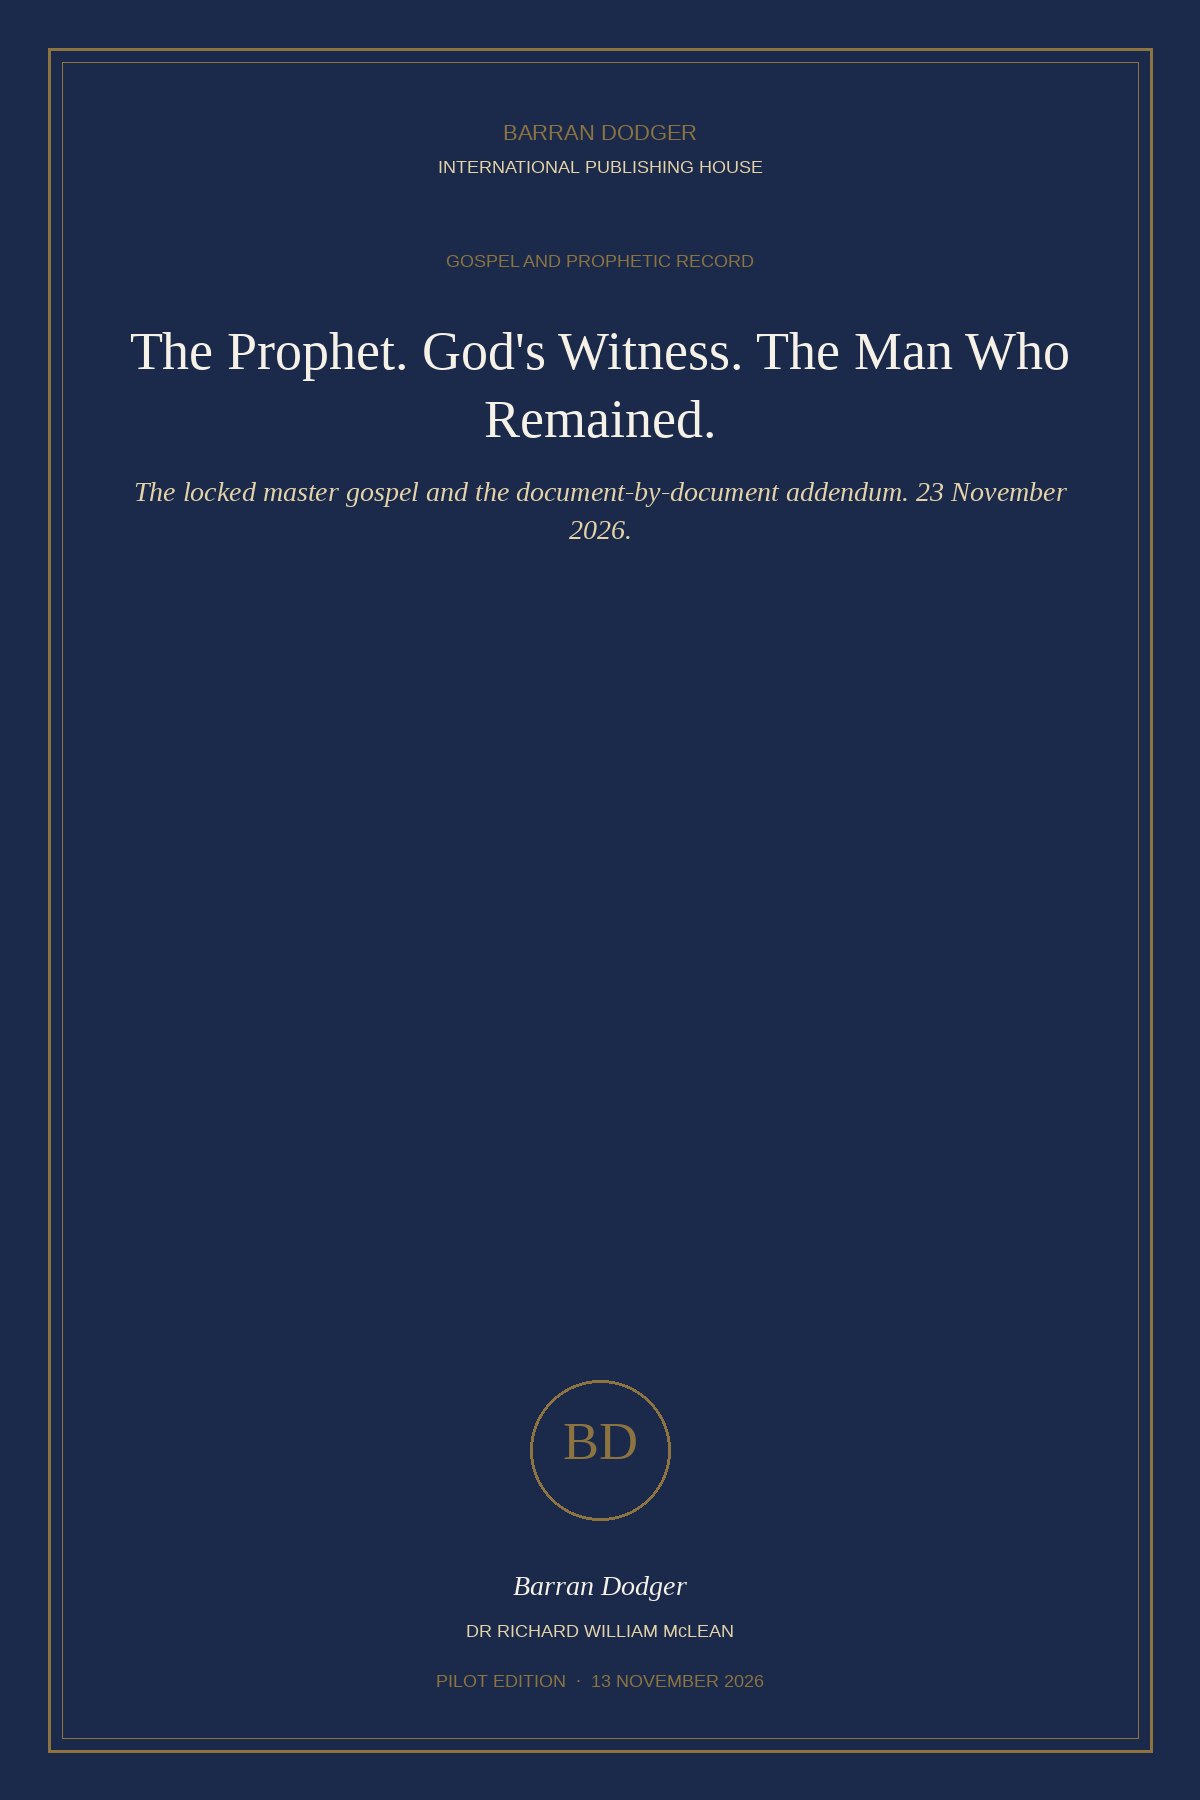 BARRAN DODGER
INTERNATIONAL PUBLISHING HOUSE
GOSPEL AND PROPHETIC RECORD
The Prophet. God's Witness. The Man Who
Remained.
The locked master gospel and the document-by-document addendum. 23 November
2026.
BD
Barran Dodger
DR RICHARD WILLIAM McLEAN
PILOT EDITION · 13 NOVEMBER 2026